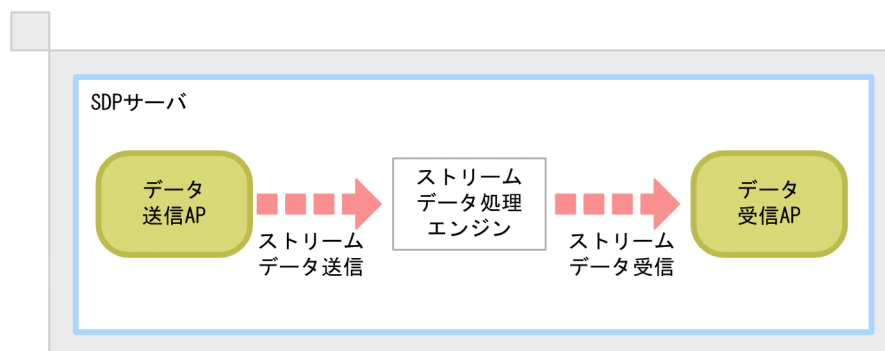 SDPサーバ
データ
送信AP
ストリーム
データ送信
ストリーム
データ処理
エンジン
ストリーム
データ受信
データ
受信AP